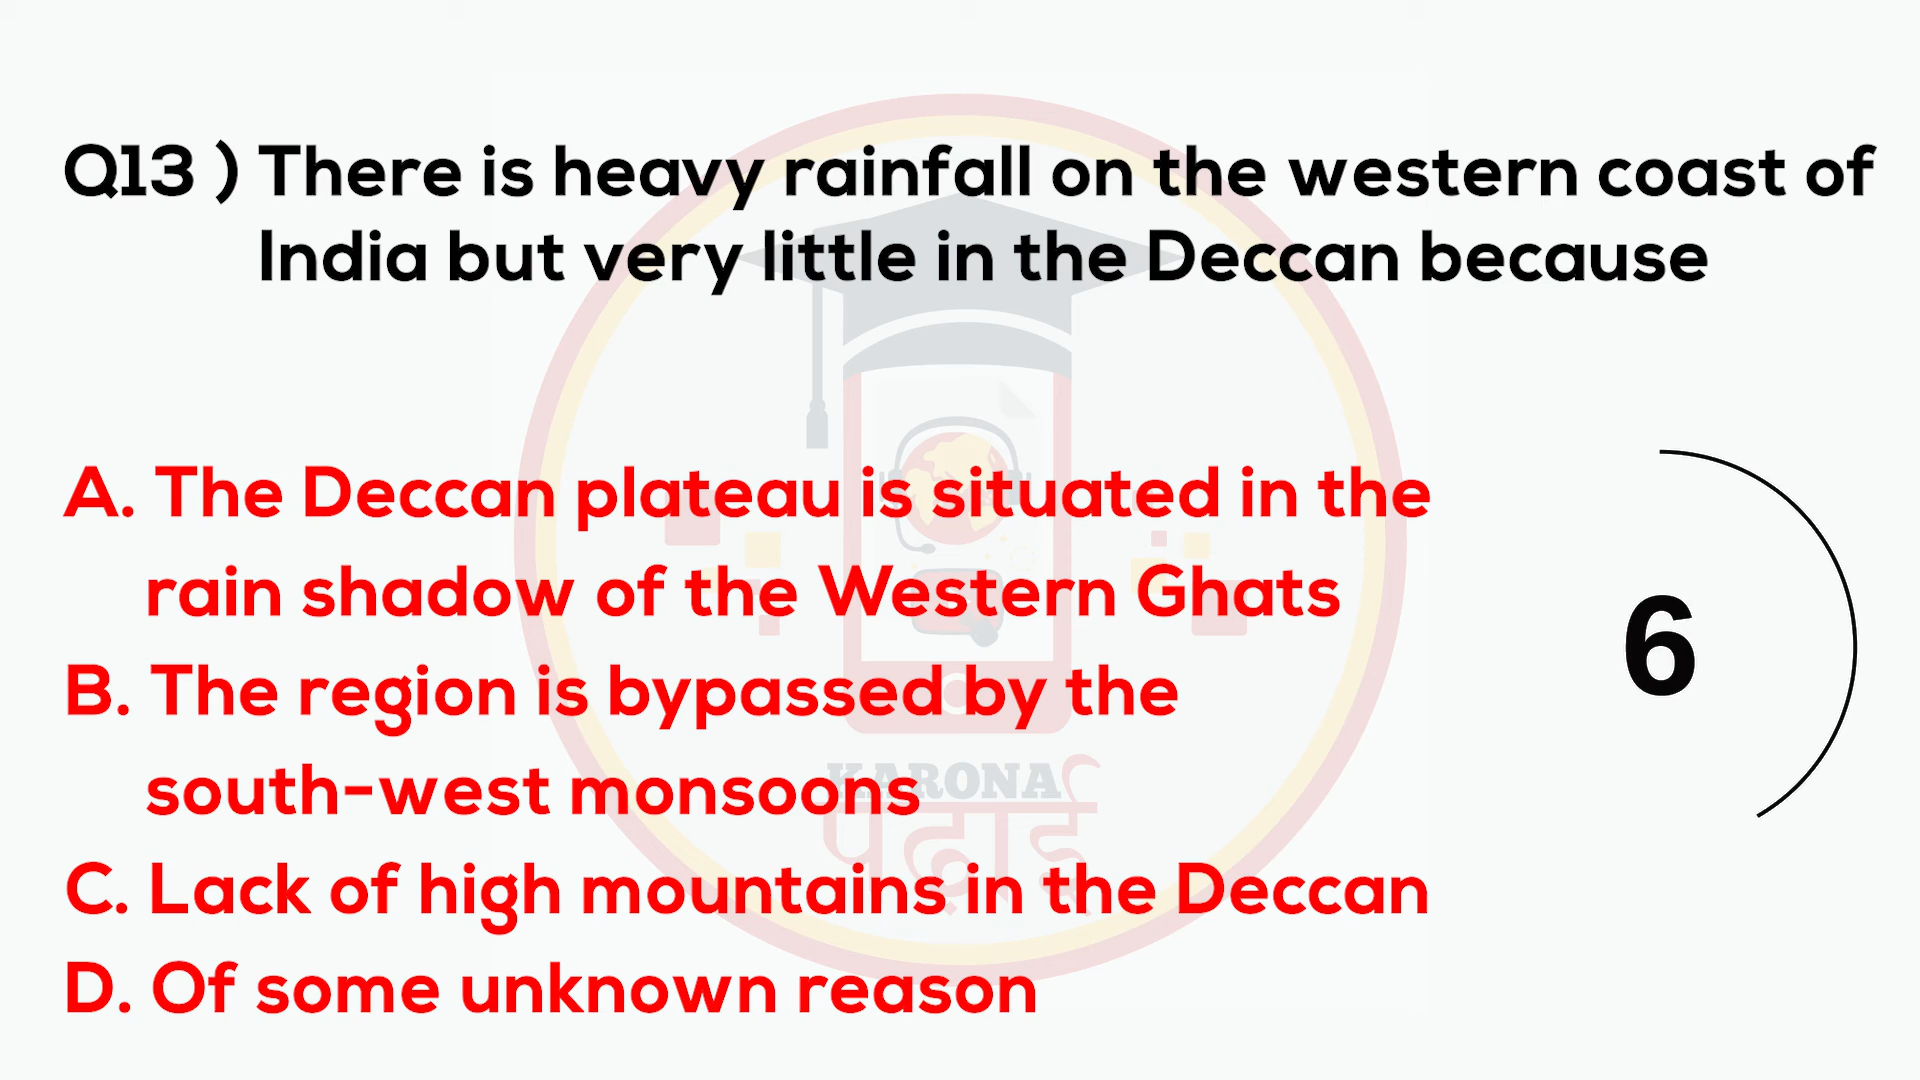 Q13 ) There is heavy rainfall on the western coast of
India but very little in the Deccan because
A. The Deccan plateau is situated in the
rain shadow of the Western Ghats
B. The region is bypassed by the
south-west monsoons
C. Lack of high mountains in the Deccan
D. Of some unknown reason
6
KARONA
पढ़ाई